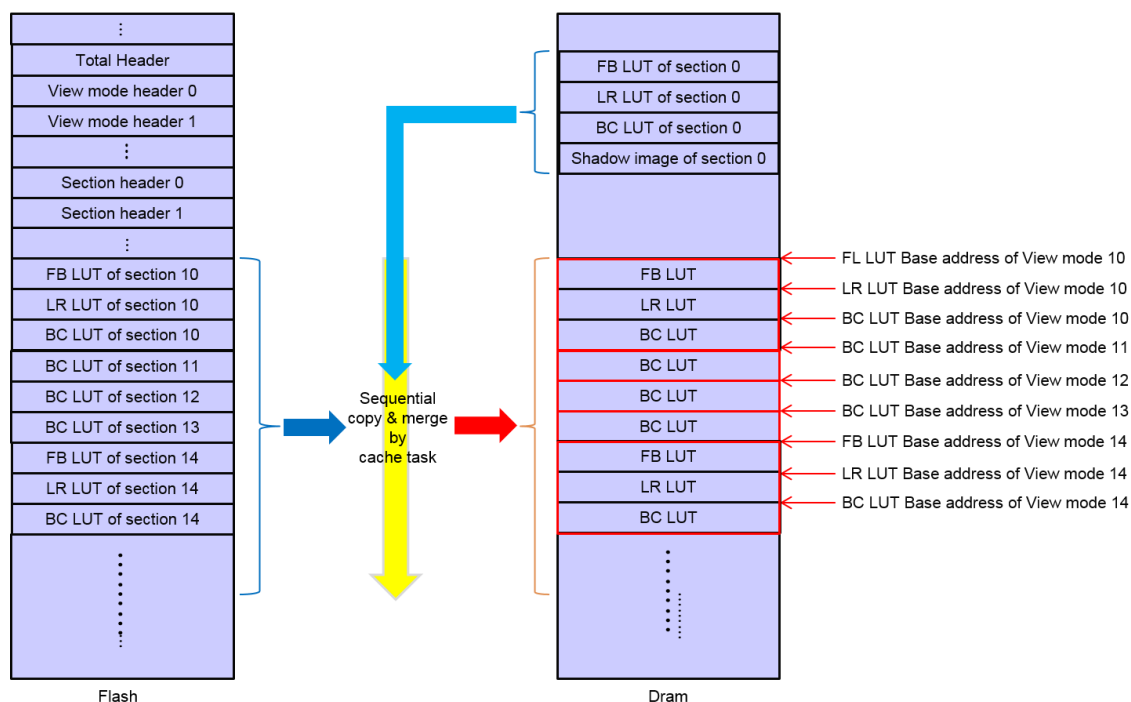 Total Header
View mode header 0
View mode header 1
Section header 0
Section header 1
FB LUT of section 10
LR LUT of section 10
BC LUT of section 10
BC LUT of section 11
BC LUT of section 12
BC LUT of section 13
FB LUT of section 14
LR LUT of section 14
BC LUT of section 14
Flash
Sequential
copy & merge
by
cache task
FB LUT of section 0
LR LUT of section 0
BC LUT of section 0
Shadow image of section 0
FB LUT
LR LUT
BC LUT
BC LUT
BC LUT
BC LUT
FB LUT
LR LUT
BC LUT
Dram
FL LUT Base address of View mode 10
LR LUT Base address of View mode 10
BC LUT Base address of View mode 10
BC LUT Base address of View mode 11
BC LUT Base address of View mode 12
BC LUT Base address of View mode 13
FB LUT Base address of View mode 14
LR LUT Base address of View mode 14
BC LUT Base address of View mode 14